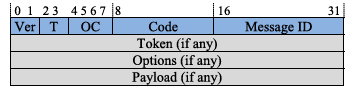 0 1 2 3 4 5 6 7 8 16 31
Ver T OC Code Message ID
Token (if any)
Options (if any)
Payload (if any)